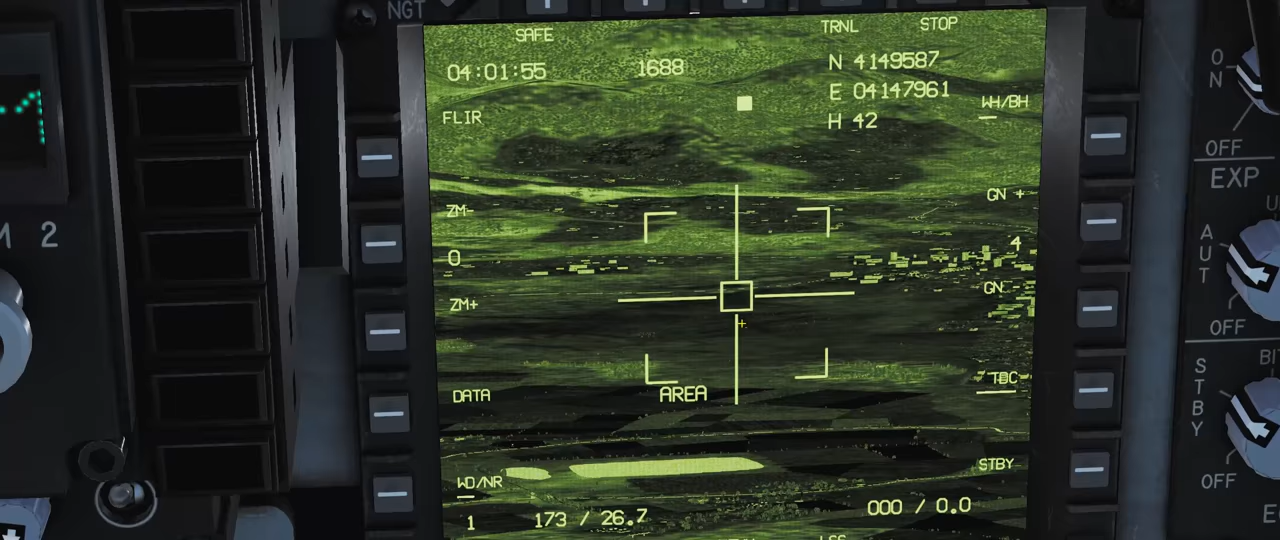 NGT
SAFE
TRNL
STOP
04:01:55
1688
N 4149587
E 04147961
H 42
FLIR
WH/BH
ZM-
0
ZM+
GN +
4
GN -
TDC
AREA
DATA
WD/NR
1
173 / 26.7
STBY
000 / 0.0
M 2
ON
OFF
EXP
AUT
OFF
STBY
OFF